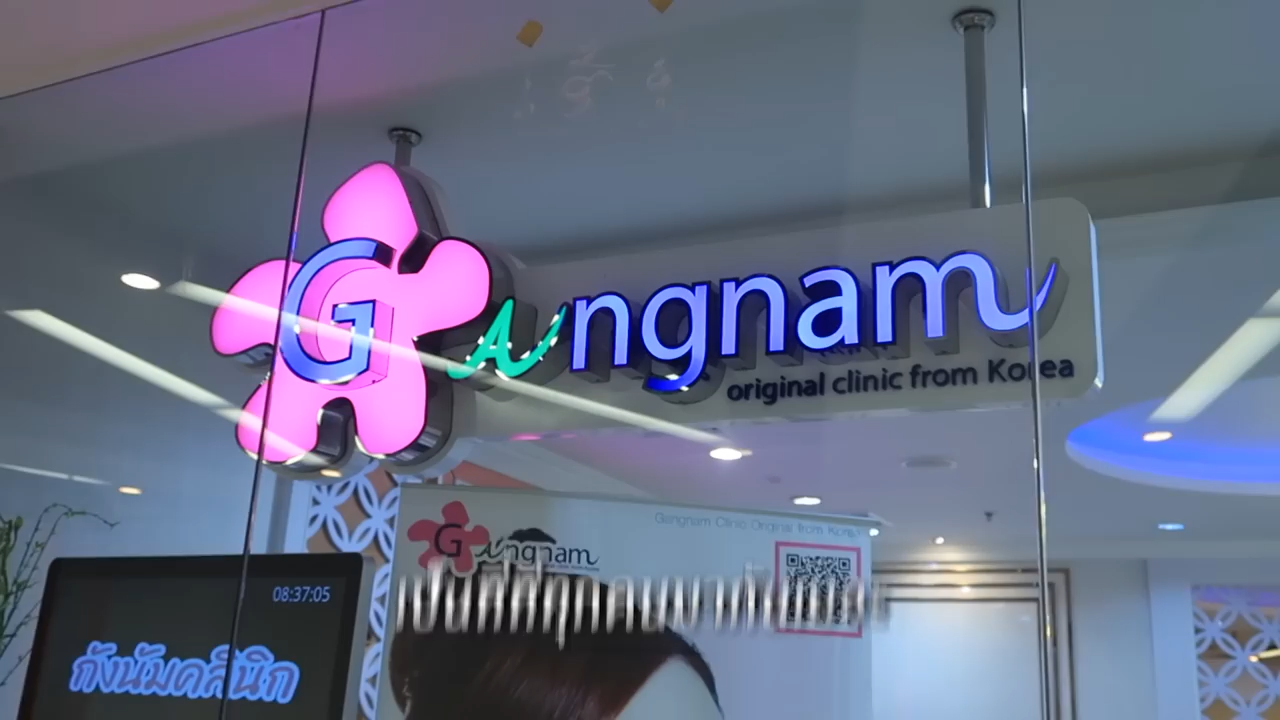 Gangnam
original clinic from Korea
Gangnam Clinic Original from Korea
Gangnam
08:37:05
กังนัมคลินิก